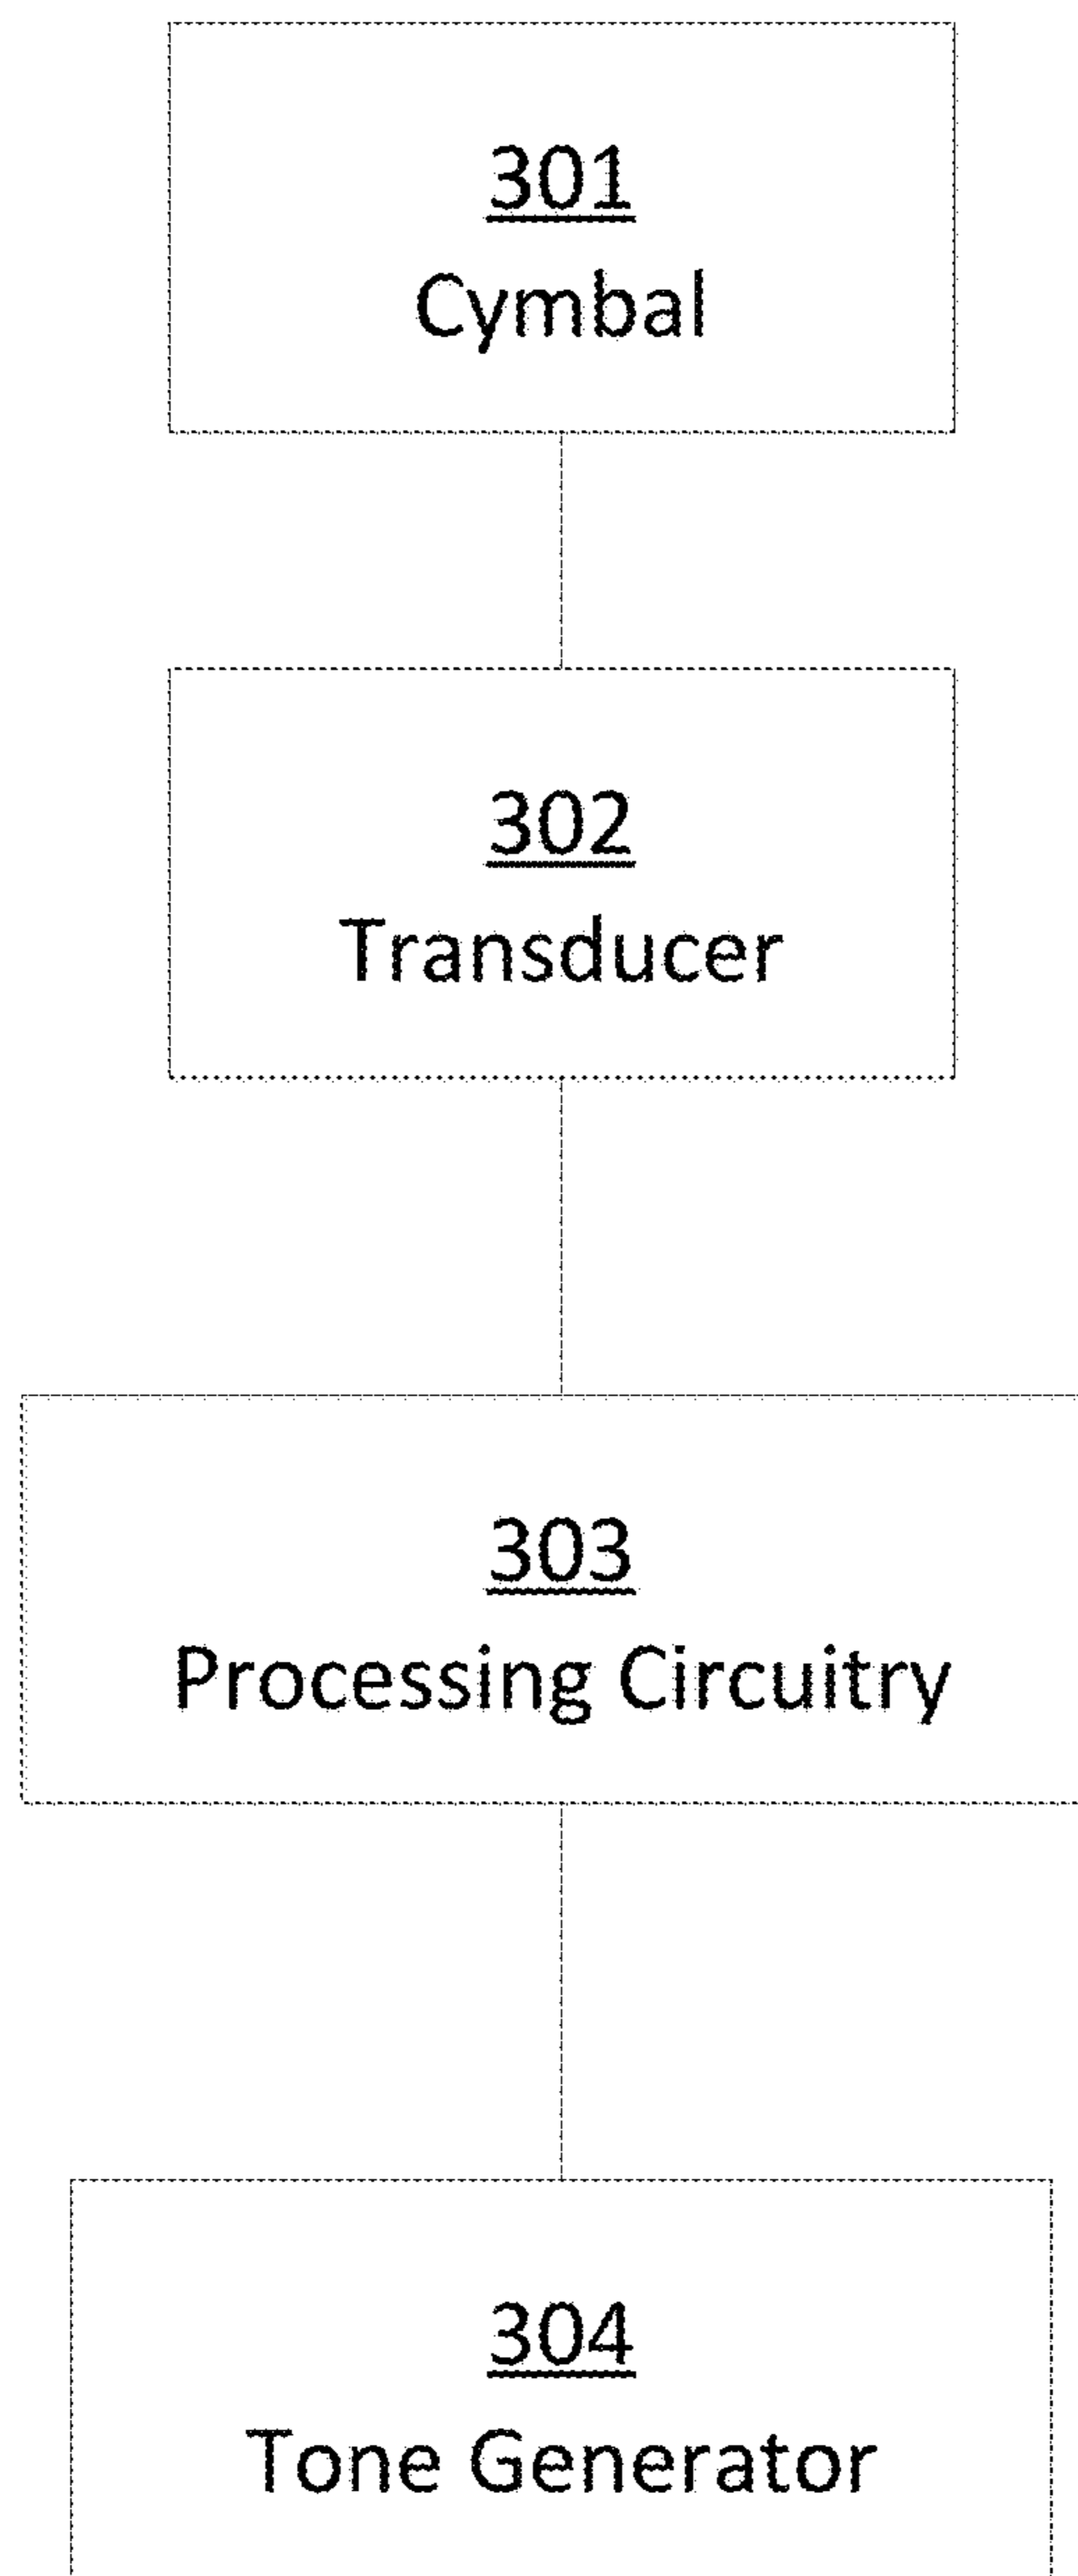 301
Cymbal
302
Transducer
303
Processing Circuitry
304
Tone Generator